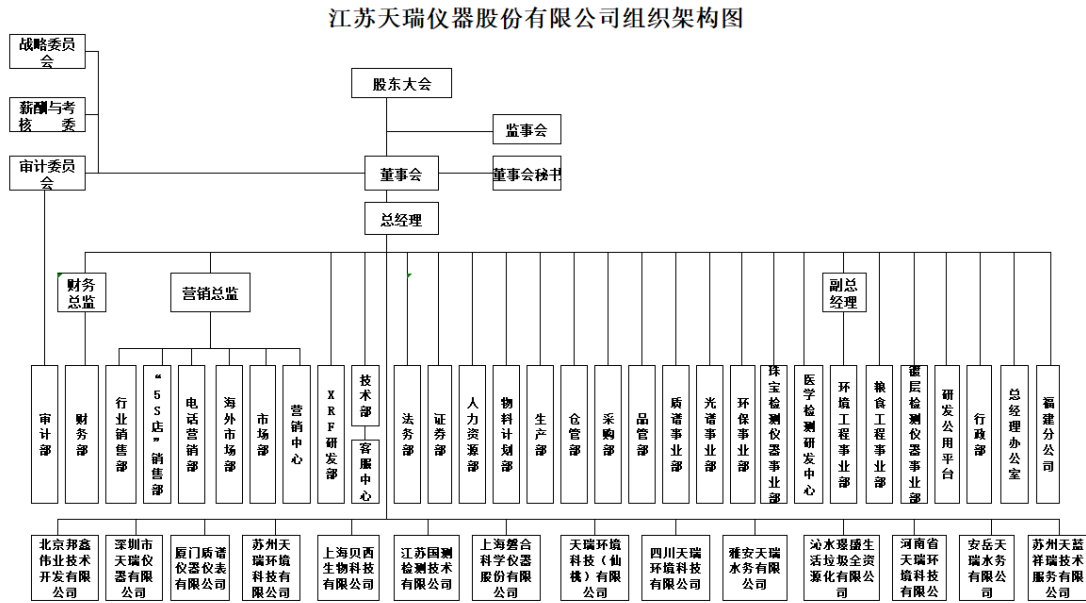 江苏天瑞仪器股份有限公司组织架构图
战略委员
会
薪酬与考
核 委
审计委员
会
股东大会
监事会
董事会
董事会秘书
总经理
财务
总监
营销总监
副总
经理
审计部
财务部
行业销售部
“5S店”销售部
电话营销部
海外市场部
市场部
营销中心
XRF研发部
技术部
客服中心
法务部
证券部
人力资源部
物料计划部
生产部
仓管部
采购部
品管部
质谱事业部
光谱事业部
环保事业部
珠宝检测仪器事业部
医学检测研发中心
环境工程事业部
粮食工程事业部
镀层检测仪器事业部
研发公用平台
行政部
总经理办公室
福建分公司
北京邦鑫
伟业技术
开发公司
深圳市
天瑞仪
器公司
厦门质谱
仪器仪表
有限公司
苏州天
瑞环境
科技有
限公司
上海贝西
生物科技
有限公司
江苏国测
检测技术
有限公司
上海磐合
科学仪器
股份公司
天瑞环境
科技（仙
桃）有限
公司
四川天瑞
环境科技
有限公司
雅安天瑞
水务有限
公司
沁水璟盛生
活垃圾全资
源化有限公
司
河南省
天瑞环
境科技
有限公
安岳天
瑞水务
有限公
司
苏州天蓝
祥瑞技术
服务有限
公司